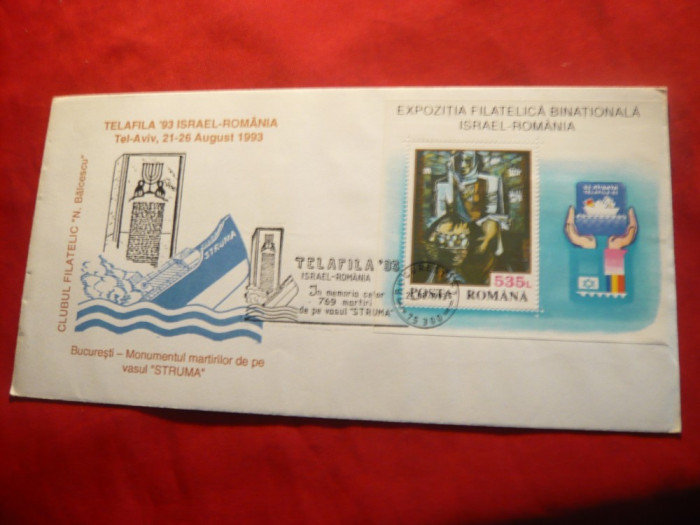 TELAFILA '93 ISRAEL-ROMÂNIA
Tel-Aviv, 21-26 August 1993
CLUBUL FILATELIC "N. Bălcescu"
STRUMA
București – Monumentul martirilor de pe
vasul "STRUMA"
TELAFILA '93
ISRAEL-ROMÂNIA
In memoria celor
769 martiri
de pe vasul "STRUMA"
EXPOZIȚIA FILATELICĂ BINAȚIONALĂ
ISRAEL-ROMÂNIA
535L
POȘTA ROMÂNĂ